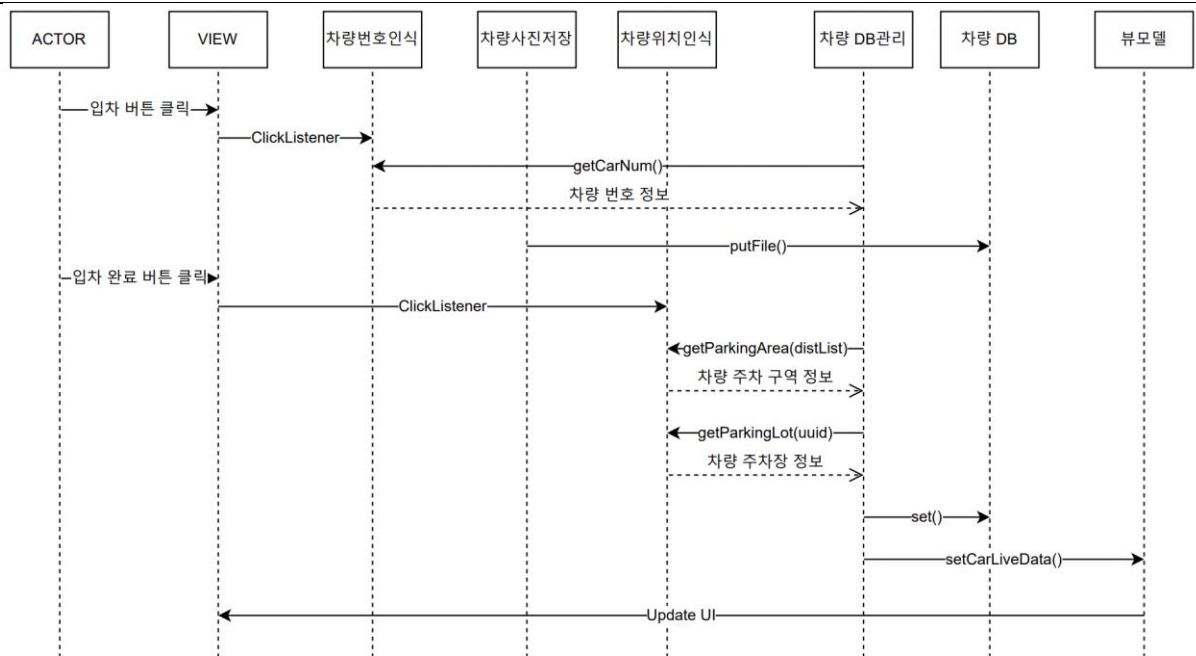 ACTOR
VIEW
차량번호인식
차량사진저장
차량위치인식
차량 DB관리
차량 DB
뷰모델
입차 버튼 클릭
ClickListener
getCarNum()
차량 번호 정보
putFile()
입차 완료 버튼 클릭
ClickListener
getParkingArea(distList)
차량 주차 구역 정보
getParkingLot(uuid)
차량 주차장 정보
set()
setCarLiveData()
Update UI